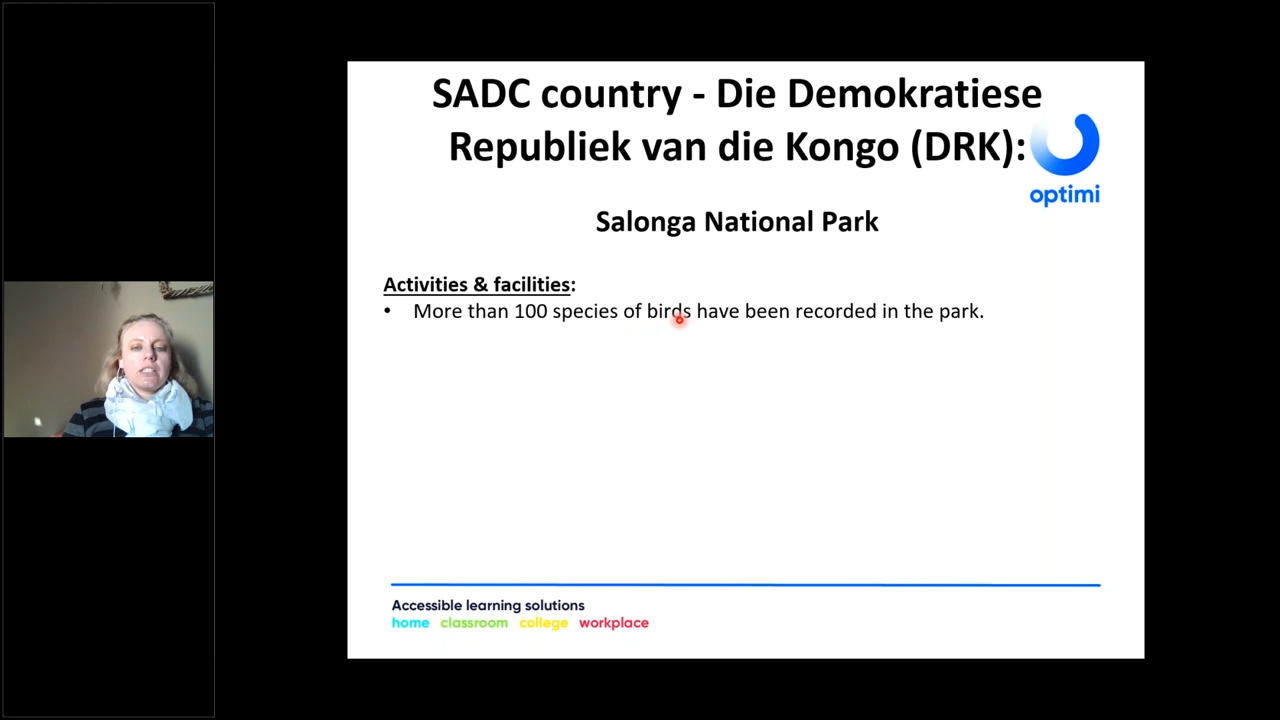 SADC country - Die Demokratiese
Republiek van die Kongo (DRK):
optimi
Salonga National Park
Activities & facilities:
• More than 100 species of birds have been recorded in the park.
Accessible learning solutions
home classroom college workplace